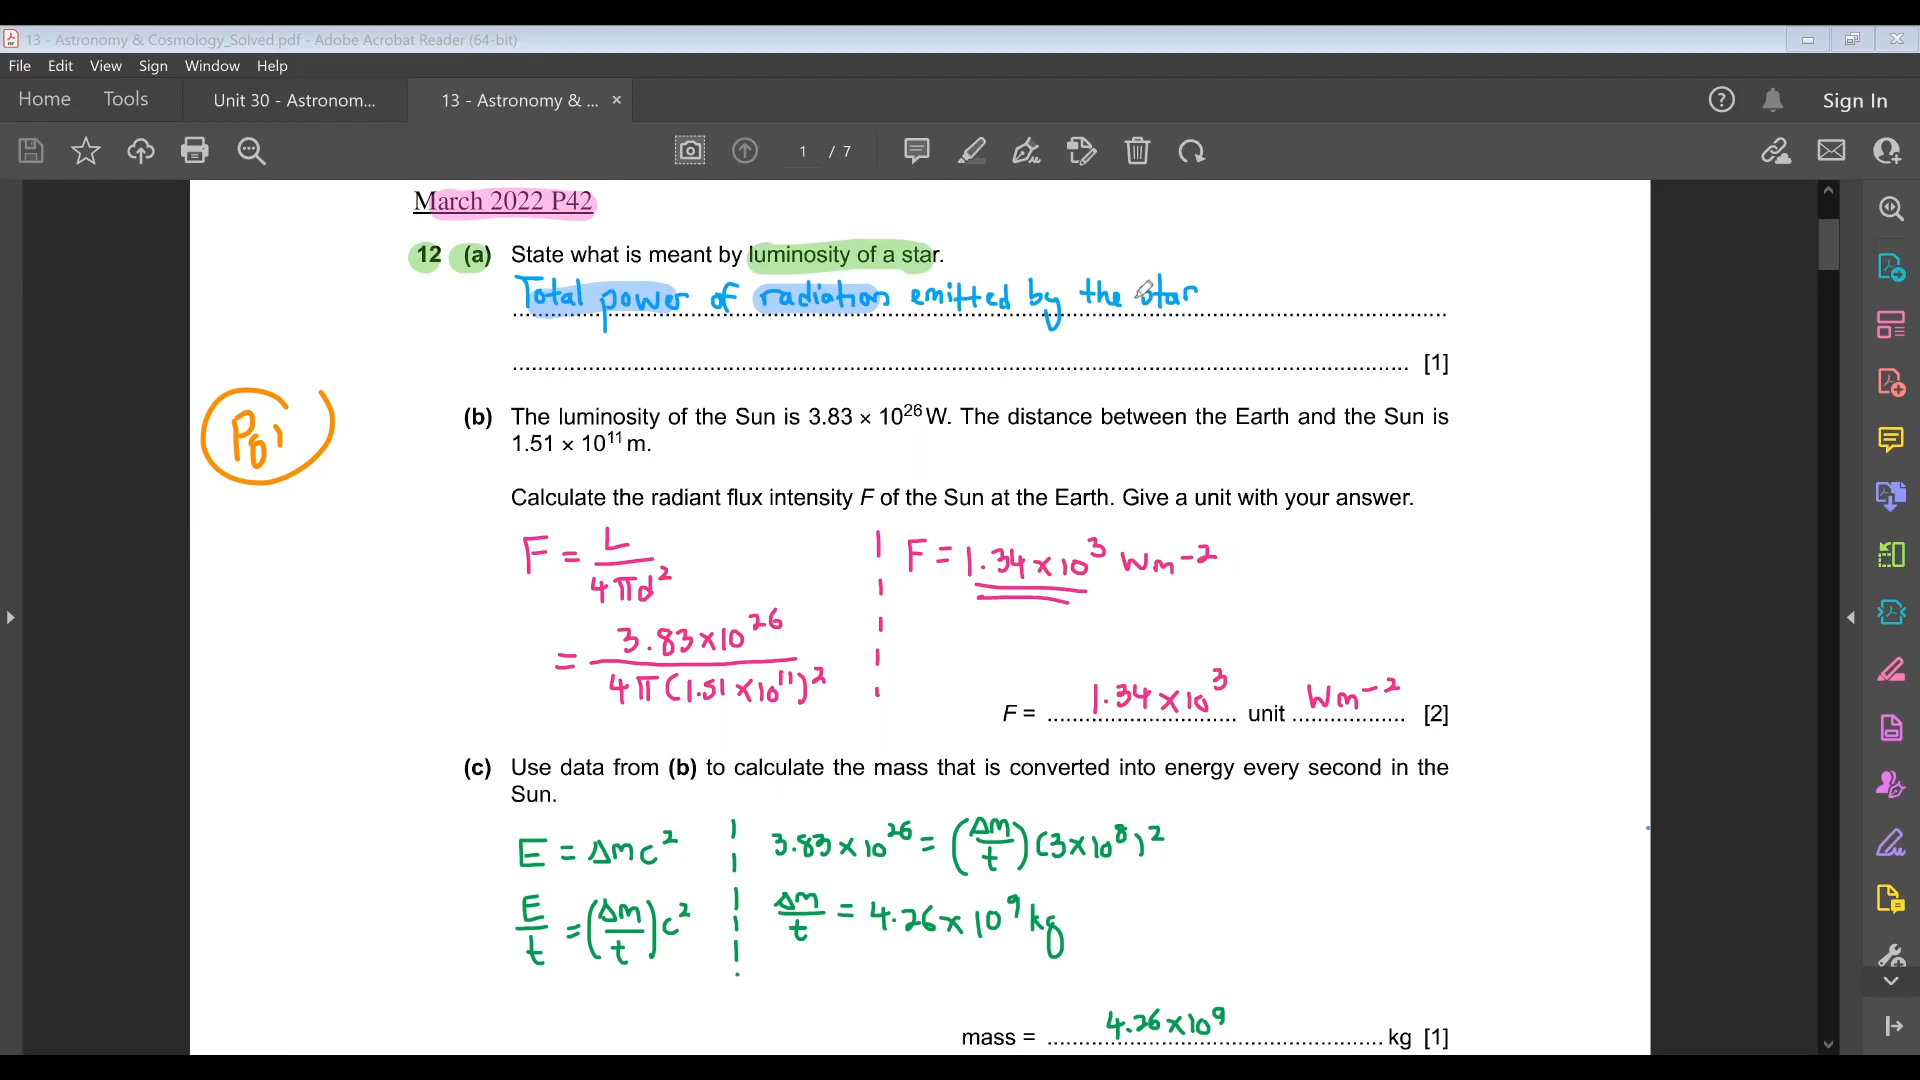 13 - Astronomy & Cosmology_Solved.pdf - Adobe Acrobat Reader (64-bit)
File Edit View Sign Window Help
Home Tools Unit 30 - Astronom... 13 - Astronomy & ... × Sign In
1 / 7
March 2022 P42
12 (a) State what is meant by luminosity of a star.
Total power of radiation emitted by the star
[1]
(b) The luminosity of the Sun is 3.83 × 10²⁶ W. The distance between the Earth and the Sun is
1.51 × 10¹¹ m.
Calculate the radiant flux intensity F of the Sun at the Earth. Give a unit with your answer.
F = L / 4πd²
= 3.83×10²⁶ / 4π(1.51×10¹¹)²
F = 1.34×10³ Wm−2
F = 1.34×10³ unit Wm−2 [2]
(c) Use data from (b) to calculate the mass that is converted into energy every second in the
Sun.
E = Δmc²
E/t = (Δm/t)c²
3.83×10²⁶ = (Δm/t)(3×10⁸)²
Δm/t = 4.26×10⁹ kg
mass = 4.26×10⁹ kg [1]